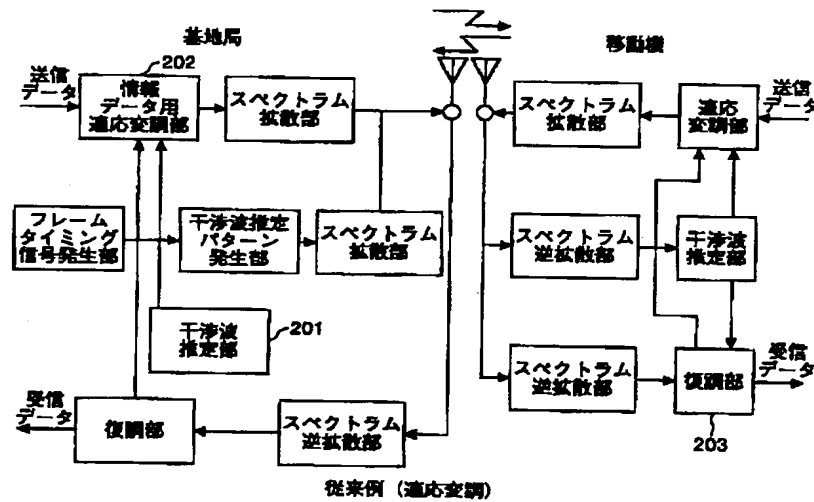 基地局
移動機
202
送信
データ
情報
データ用
適応変調部
スペクトラム
拡散部
スペクトラム
拡散部
適応
変調部
送信
データ
フレーム
タイミング
信号発生部
干渉波推定
パターン
発生部
スペクトラム
拡散部
スペクトラム
逆拡散部
干渉波
推定部
干渉波
推定部
201
スペクトラム
逆拡散部
復調部
受信
データ
203
受信
データ
復調部
スペクトラム
逆拡散部
従来例(適応変調)